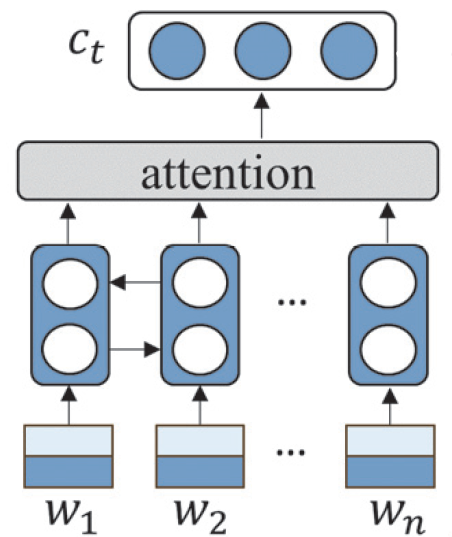 c_t
attention
...
...
w_1 w_2 w_n